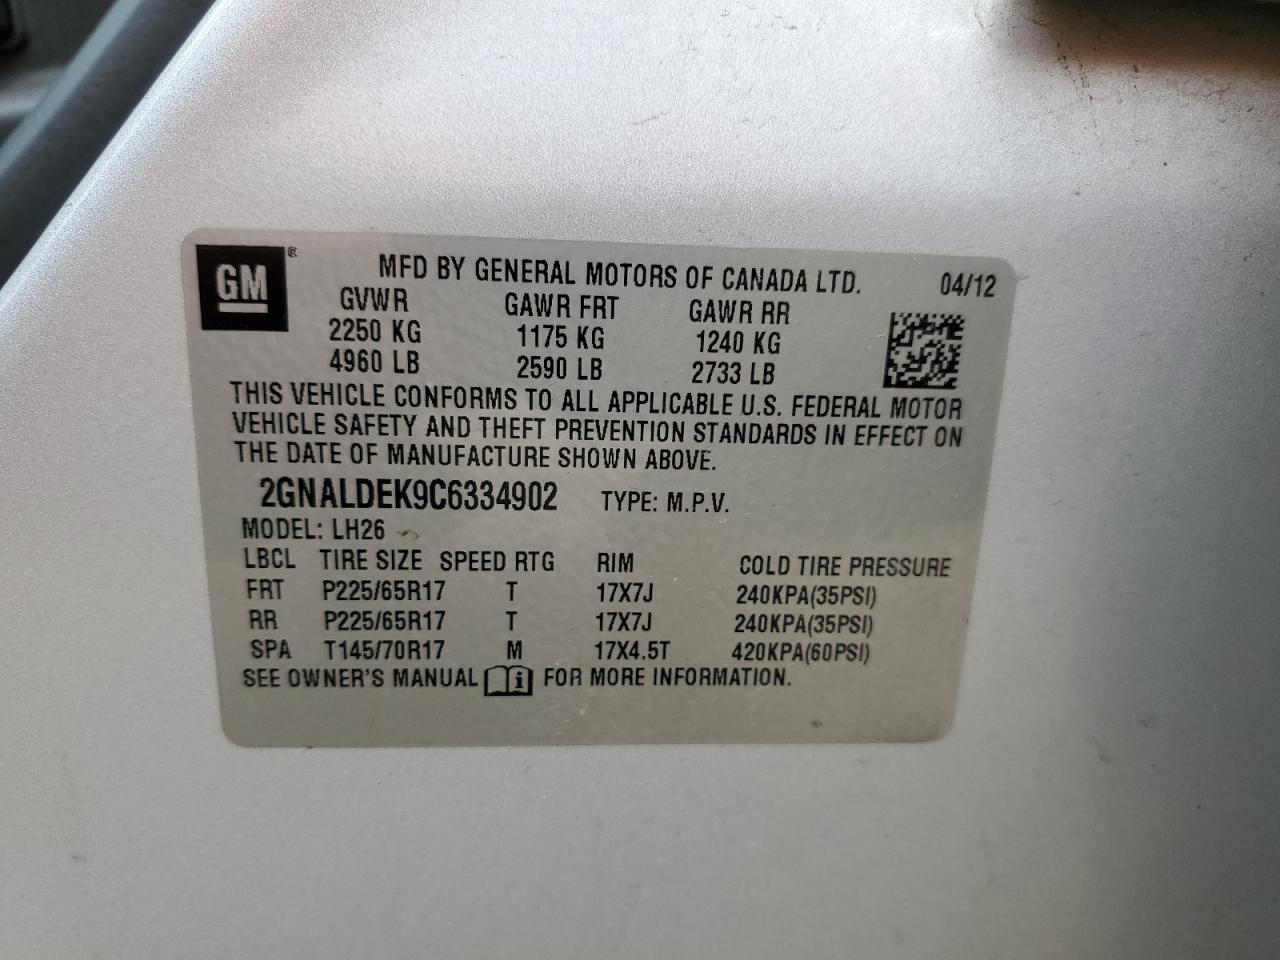 GM ® MFD BY GENERAL MOTORS OF CANADA LTD. 04/12
GVWR GAWR FRT GAWR RR
2250 KG 1175 KG 1240 KG
4960 LB 2590 LB 2733 LB
THIS VEHICLE CONFORMS TO ALL APPLICABLE U.S. FEDERAL MOTOR
VEHICLE SAFETY AND THEFT PREVENTION STANDARDS IN EFFECT ON
THE DATE OF MANUFACTURE SHOWN ABOVE.
2GNALDEK9C6334902 TYPE: M.P.V.
MODEL: LH26
LBCL TIRE SIZE SPEED RTG RIM COLD TIRE PRESSURE
FRT P225/65R17 T 17X7J 240KPA(35PSI)
RR P225/65R17 T 17X7J 240KPA(35PSI)
SPA T145/70R17 M 17X4.5T 420KPA(60PSI)
SEE OWNER'S MANUAL i FOR MORE INFORMATION.